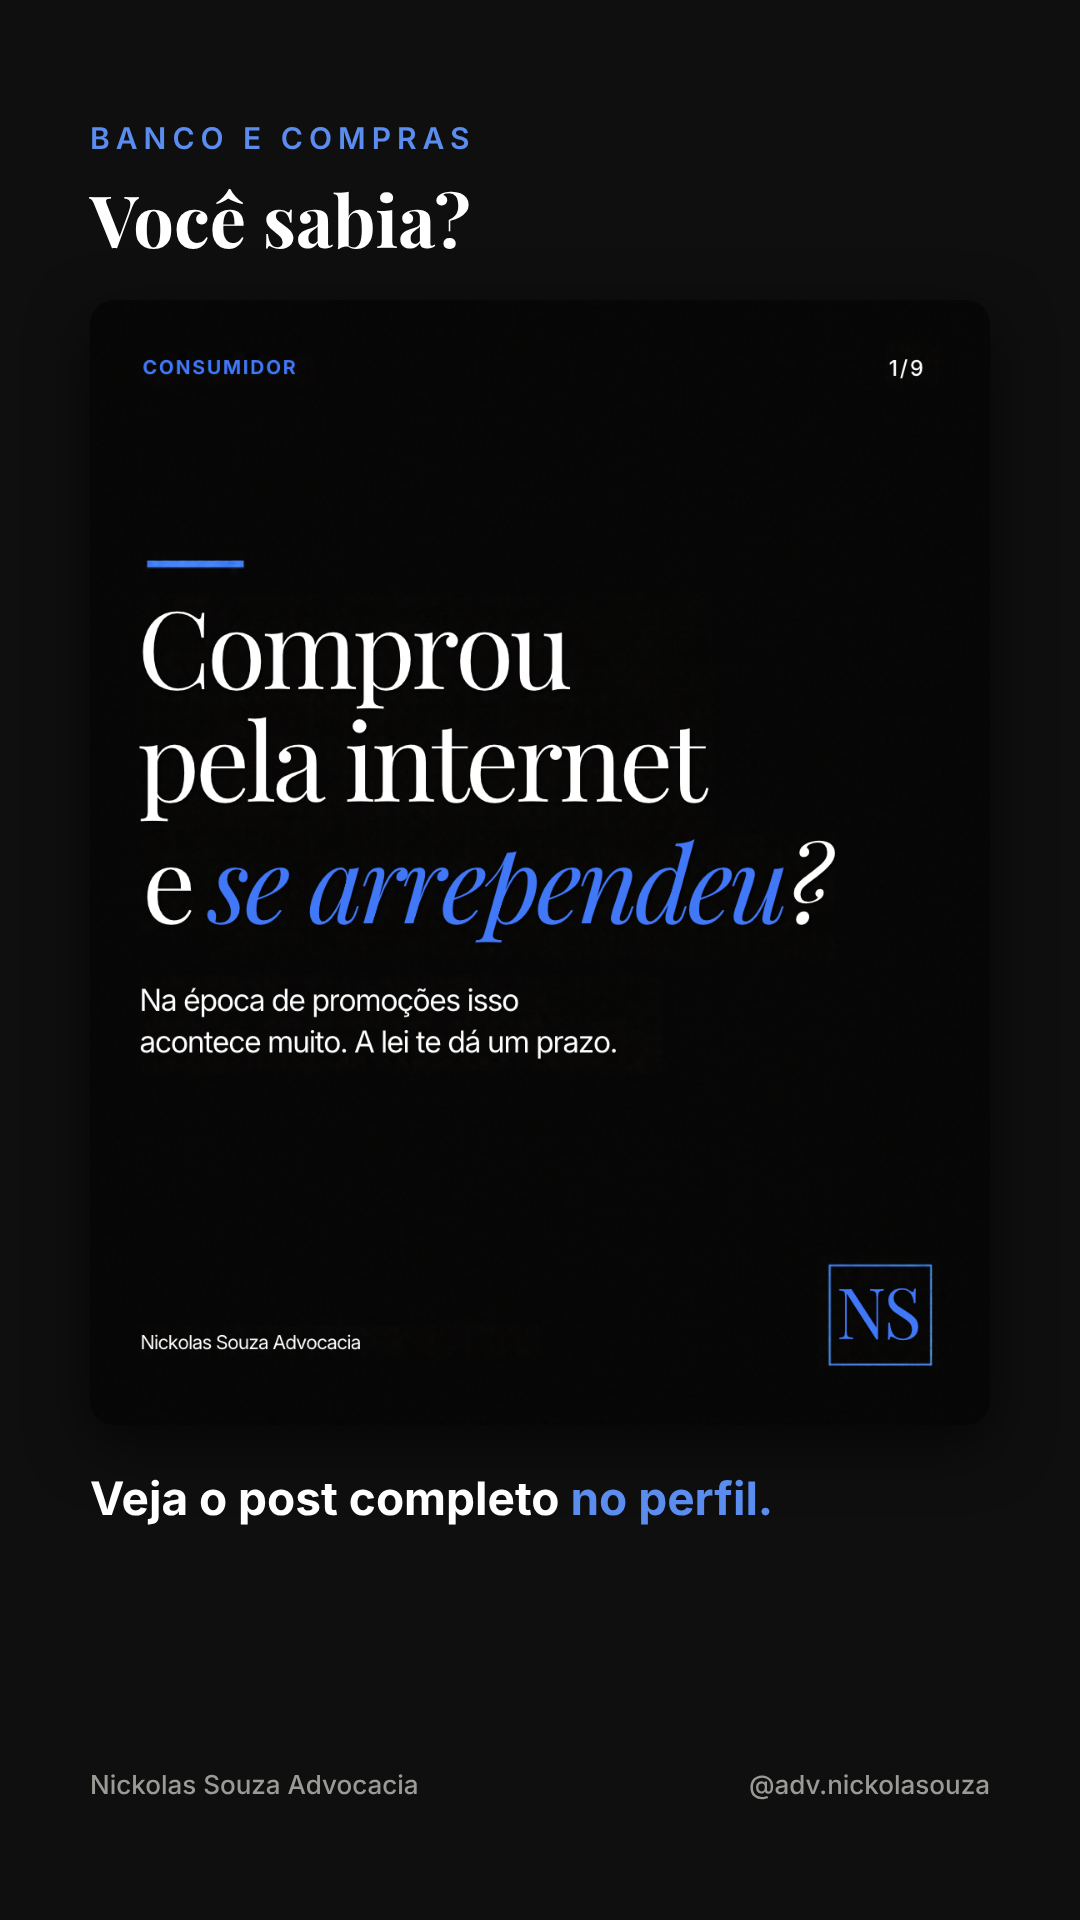 BANCO E COMPRAS
Você sabia?
CONSUMIDOR
1/9
Comprou
pela internet
e se arrependeu?
Na época de promoções isso
acontece muito. A lei te dá um prazo.
NS
Nickolas Souza Advocacia
Veja o post completo no perfil.
Nickolas Souza Advocacia
@adv.nickolasouza